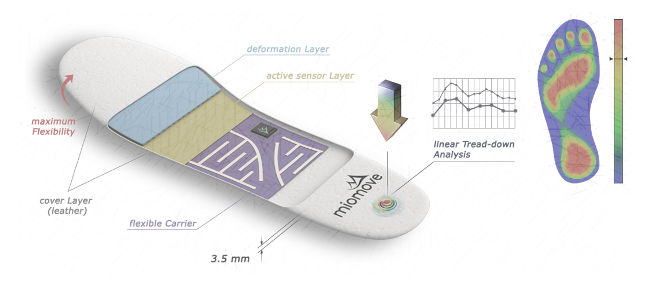 deformation Layer
active sensor Layer
maximum
Flexibility
linear Tread-down
Analysis
miomove
cover Layer
(leather)
flexible Carrier
3.5 mm